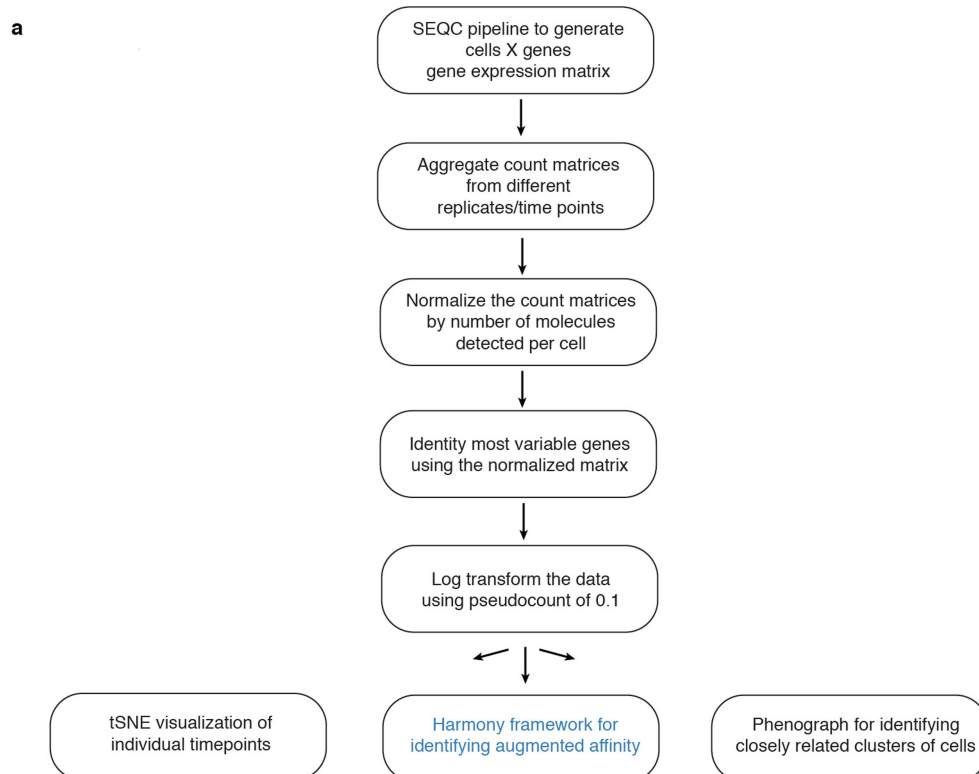 a
SEQC pipeline to generate
cells X genes
gene expression matrix
Aggregate count matrices
from different
replicates/time points
Normalize the count matrices
by number of molecules
detected per cell
Identity most variable genes
using the normalized matrix
Log transform the data
using pseudocount of 0.1
tSNE visualization of
individual timepoints
Harmony framework for
identifying augmented affinity
Phenograph for identifying
closely related clusters of cells